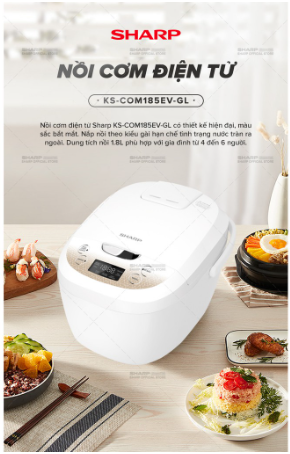 SHARP
NỒI CƠM ĐIỆN TỬ
KS-COM185EV-GL
Nồi cơm điện tử Sharp KS-COM185EV-GL có thiết kế hiện đại, màu
sắc bắt mắt. Nắp nồi theo kiểu gài hạn chế tình trạng nước tràn ra
ngoài. Dung tích nồi 1.8L phù hợp với gia đình từ 4 đến 6 người.
SHARP